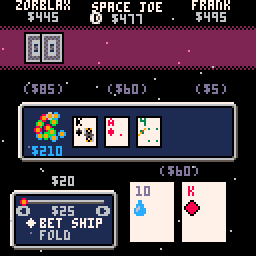 ZORBLAX SPACE JOE FRANK
$445 D $477 $495
($85) ($60) ($5)
K K
$210
($60)
$20
10 K
$25
BET SHIP
FOLD